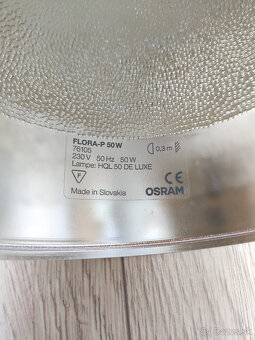 FLORA-P 50W
76105
0,3 m
230 V 50 Hz 50 W
Lampe: HQL 50 DE LUXE
F
CE
Made in Slovakia
OSRAM